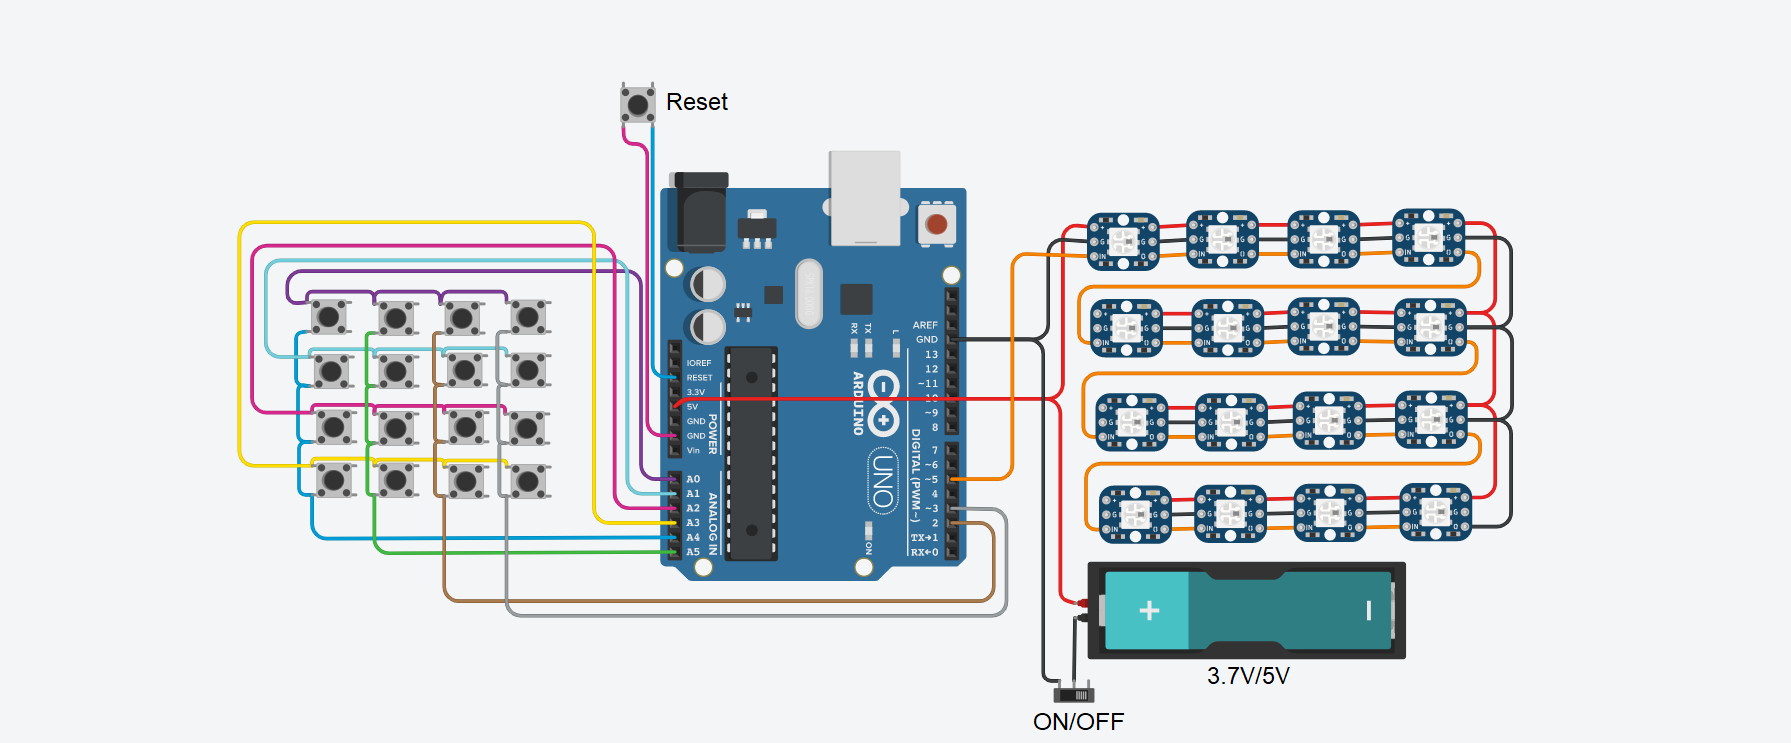 Reset
AREF
GND
13
12
~11
10
~9
8
7
~6
~5
4
~3
2
TX→1
RX←0
DIGITAL (PWM~)
IOREF
RESET
3.3V
5V
GND
GND
Vin
POWER
A0
A1
A2
A3
A4
A5
ANALOG IN
RX
TX
L
ARDUINO
UNO
ON
+
G
IN
+
G
O
+
−
3.7V/5V
ON/OFF